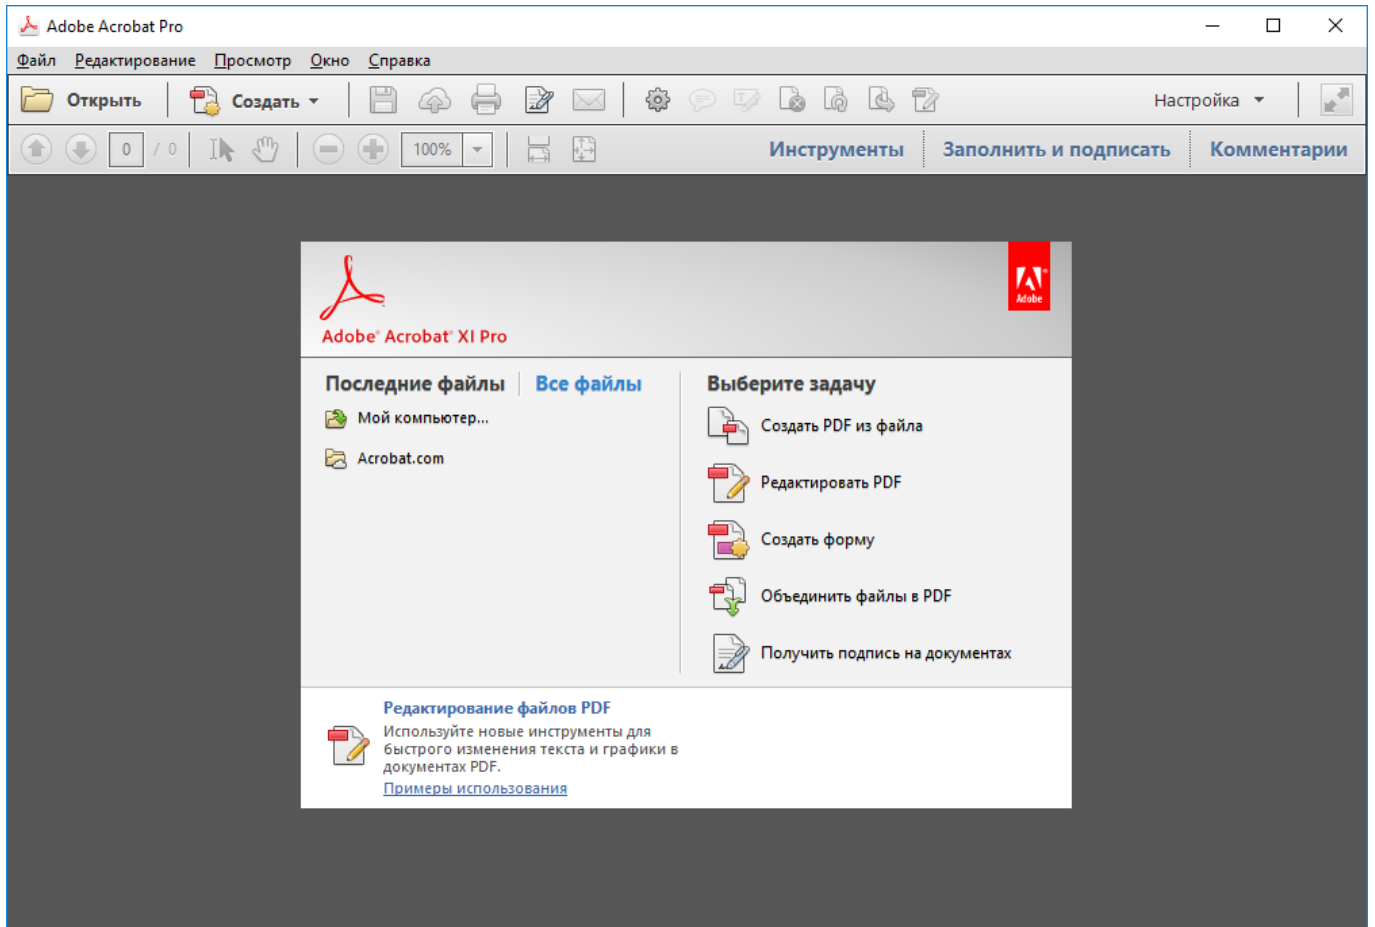 Adobe Acrobat Pro
Файл Редактирование Просмотр Окно Справка
Открыть Создать Настройка
0 / 0 100% Инструменты Заполнить и подписать Комментарии
Adobe
Adobe® Acrobat® XI Pro
Последние файлы Все файлы Выберите задачу
Мой компьютер...
Создать PDF из файла
Acrobat.com
Редактировать PDF
Создать форму
Объединить файлы в PDF
Получить подпись на документах
Редактирование файлов PDF
Используйте новые инструменты для
быстрого изменения текста и графики в
документах PDF.
Примеры использования